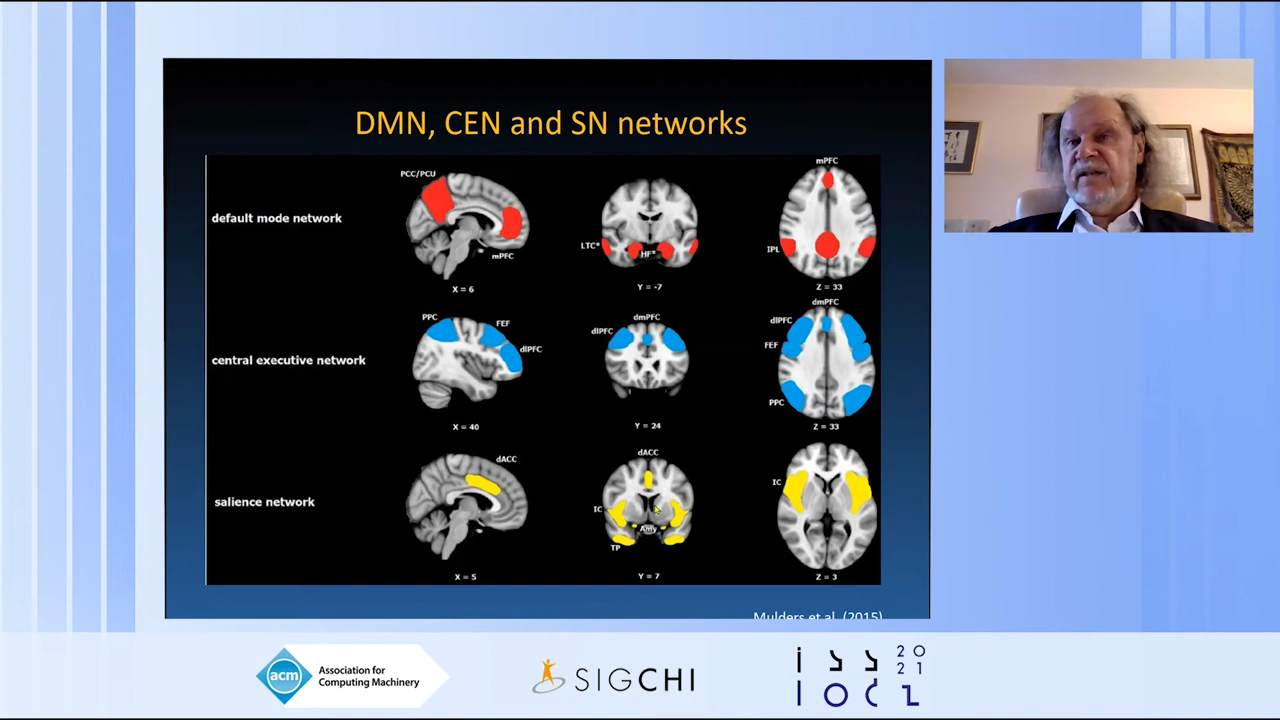 DMN, CEN and SN networks
default mode network
PCC/PCU
mPFC
X = 6
LTC*
HF*
Y = -7
mPFC
IPL
Z = 33
central executive network
PPC
FEF
dlPFC
X = 40
dmPFC
dlPFC
Y = 24
dmPFC
dlPFC
FEF
PPC
Z = 33
salience network
dACC
X = 5
dACC
IC
Amy
TP
Y = 7
IC
Z = 3
Mulders et al. (2015)
acm
Association for
Computing Machinery
SIGCHI
iss 20
21